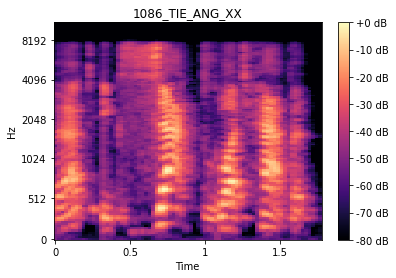 1086_TIE_ANG_XX
8192
4096
2048
1024
512
0
Hz
0
0.5
1
1.5
Time
+0 dB
-10 dB
-20 dB
-30 dB
-40 dB
-50 dB
-60 dB
-70 dB
-80 dB